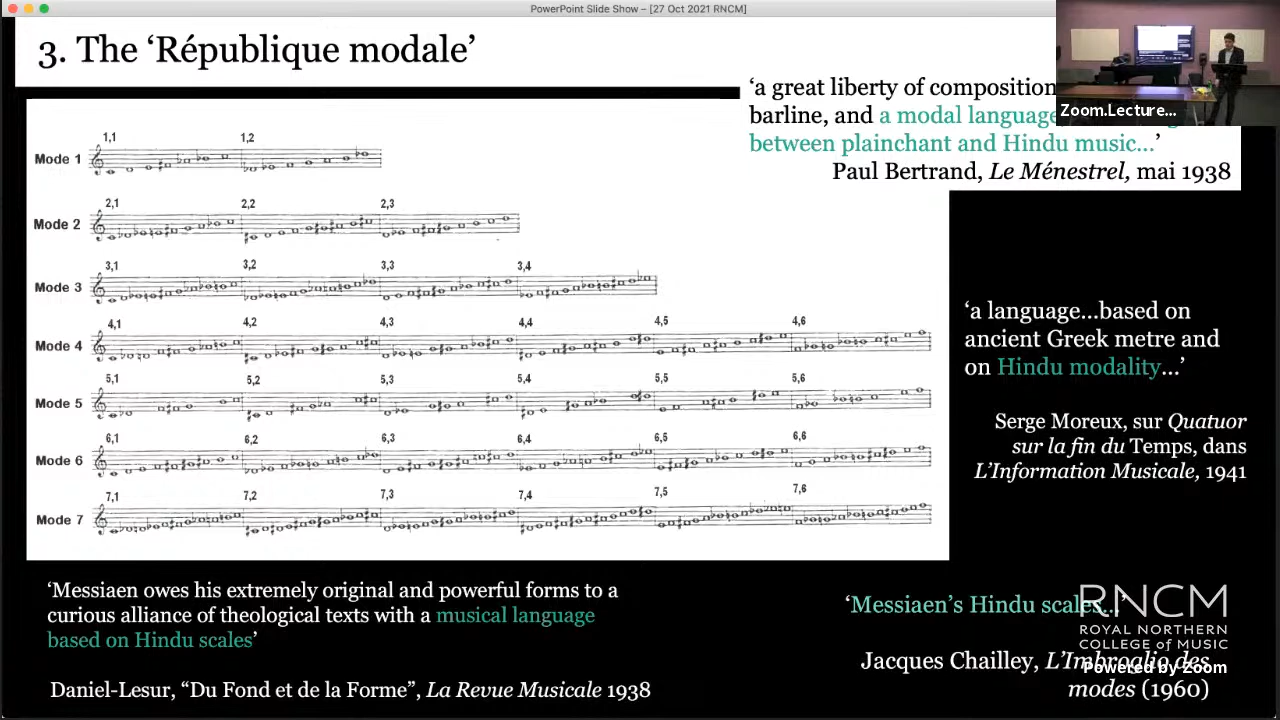 PowerPoint Slide Show – [27 Oct 2021 RNCM]
3. The ‘République modale’
‘a great liberty of composition
barline, and a modal language
between plainchant and Hindu music...’
Paul Bertrand, Le Ménestrel, mai 1938
Zoom.Lecture...
1,1 1,2
Mode 1
2,1 2,2 2,3
Mode 2
3,1 3,2 3,3 3,4
Mode 3
4,1 4,2 4,3 4,4 4,5 4,6
Mode 4
5,1 5,2 5,3 5,4 5,5 5,6
Mode 5
6,1 6,2 6,3 6,4 6,5 6,6
Mode 6
7,1 7,2 7,3 7,4 7,5 7,6
Mode 7
‘a language...based on
ancient Greek metre and
on Hindu modality...’
Serge Moreux, sur Quatuor
sur la fin du Temps, dans
L’Information Musicale, 1941
‘Messiaen owes his extremely original and powerful forms to a
curious alliance of theological texts with a musical language
based on Hindu scales’
Daniel-Lesur, “Du Fond et de la Forme”, La Revue Musicale 1938
‘Messiaen’s Hindu scales...’
Jacques Chailley, L’Imbroglio des
modes (1960)
RNCM
ROYAL NORTHERN
COLLEGE of MUSIC
Powered by Zoom